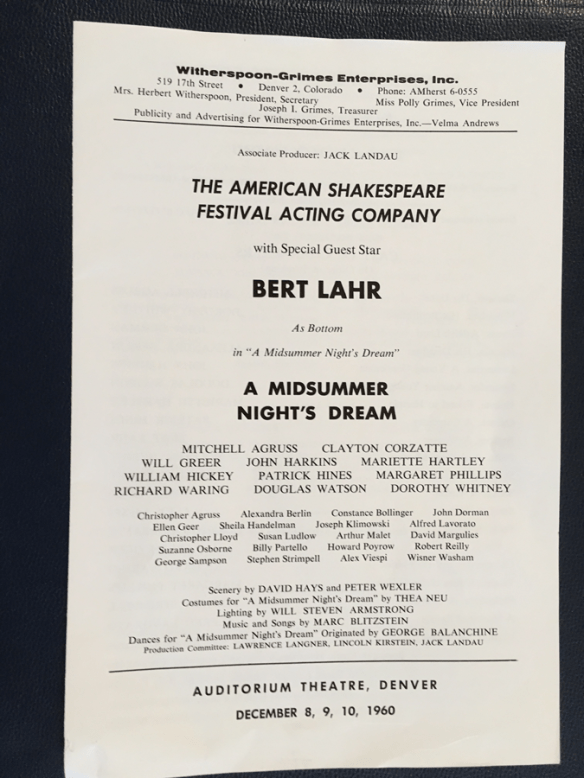 Witherspoon-Grimes Enterprises, Inc.
519 17th Street • Denver 2, Colorado • Phone: AMherst 6-0555
Mrs. Herbert Witherspoon, President, Secretary Miss Polly Grimes, Vice President
Joseph I. Grimes, Treasurer
Publicity and Advertising for Witherspoon-Grimes Enterprises, Inc.—Velma Andrews
Associate Producer: JACK LANDAU
THE AMERICAN SHAKESPEARE
FESTIVAL ACTING COMPANY
with Special Guest Star
BERT LAHR
As Bottom
in "A Midsummer Night's Dream"
A MIDSUMMER
NIGHT'S DREAM
MITCHELL AGRUSS CLAYTON CORZATTE
WILL GREER JOHN HARKINS MARIETTE HARTLEY
WILLIAM HICKEY PATRICK HINES MARGARET PHILLIPS
RICHARD WARING DOUGLAS WATSON DOROTHY WHITNEY
Christopher Agruss Alexandra Berlin Constance Bollinger John Dorman
Ellen Geer Sheila Handelman Joseph Klimowski Alfred Lavorato
Christopher Lloyd Susan Ludlow Arthur Malet David Margulies
Suzanne Osborne Billy Partello Howard Poyrow Robert Reilly
George Sampson Stephen Strimpell Alex Viespi Wisner Washam
Scenery by DAVID HAYS and PETER WEXLER
Costumes for "A Midsummer Night's Dream" by THEA NEU
Lighting by WILL STEVEN ARMSTRONG
Music and Songs by MARC BLITZSTEIN
Dances for "A Midsummer Night's Dream" Originated by GEORGE BALANCHINE
Production Committee: LAWRENCE LANGNER, LINCOLN KIRSTEIN, JACK LANDAU
AUDITORIUM THEATRE, DENVER
DECEMBER 8, 9, 10, 1960